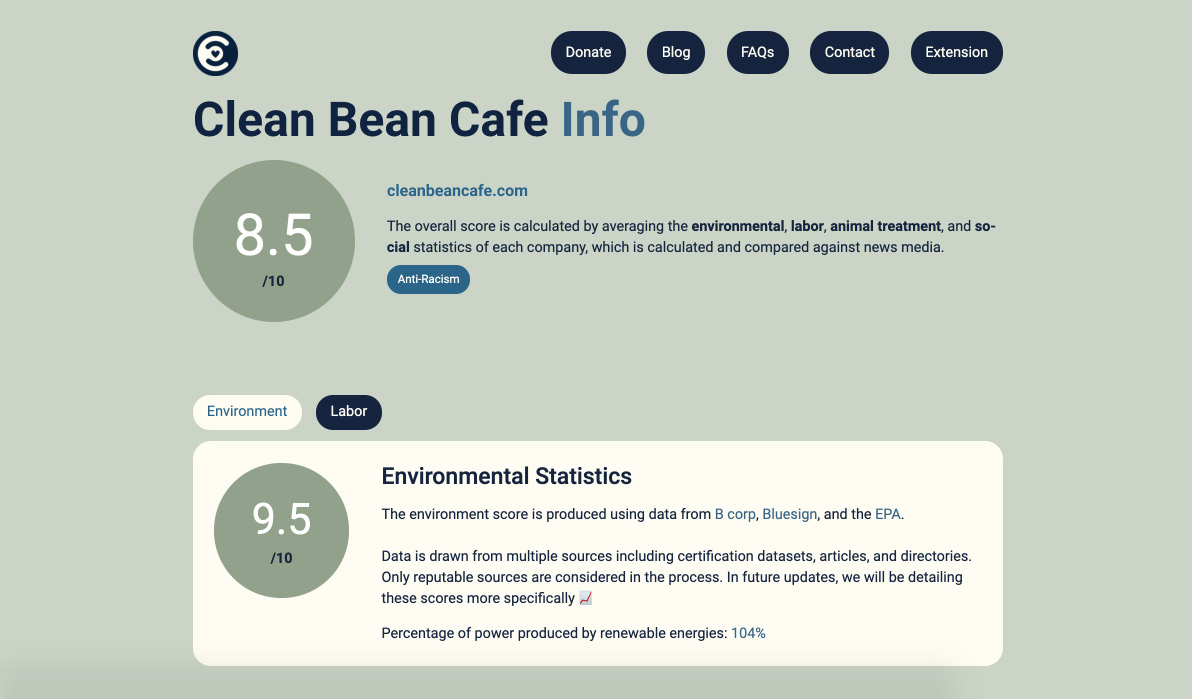 Donate Blog FAQs Contact Extension
Clean Bean Cafe Info
8.5
/10
cleanbeancafe.com
The overall score is calculated by averaging the environmental, labor, animal treatment, and so-
cial statistics of each company, which is calculated and compared against news media.
Anti-Racism
Environment Labor
9.5
/10
Environmental Statistics
The environment score is produced using data from B corp, Bluesign, and the EPA.
Data is drawn from multiple sources including certification datasets, articles, and directories.
Only reputable sources are considered in the process. In future updates, we will be detailing
these scores more specifically 📈
Percentage of power produced by renewable energies: 104%